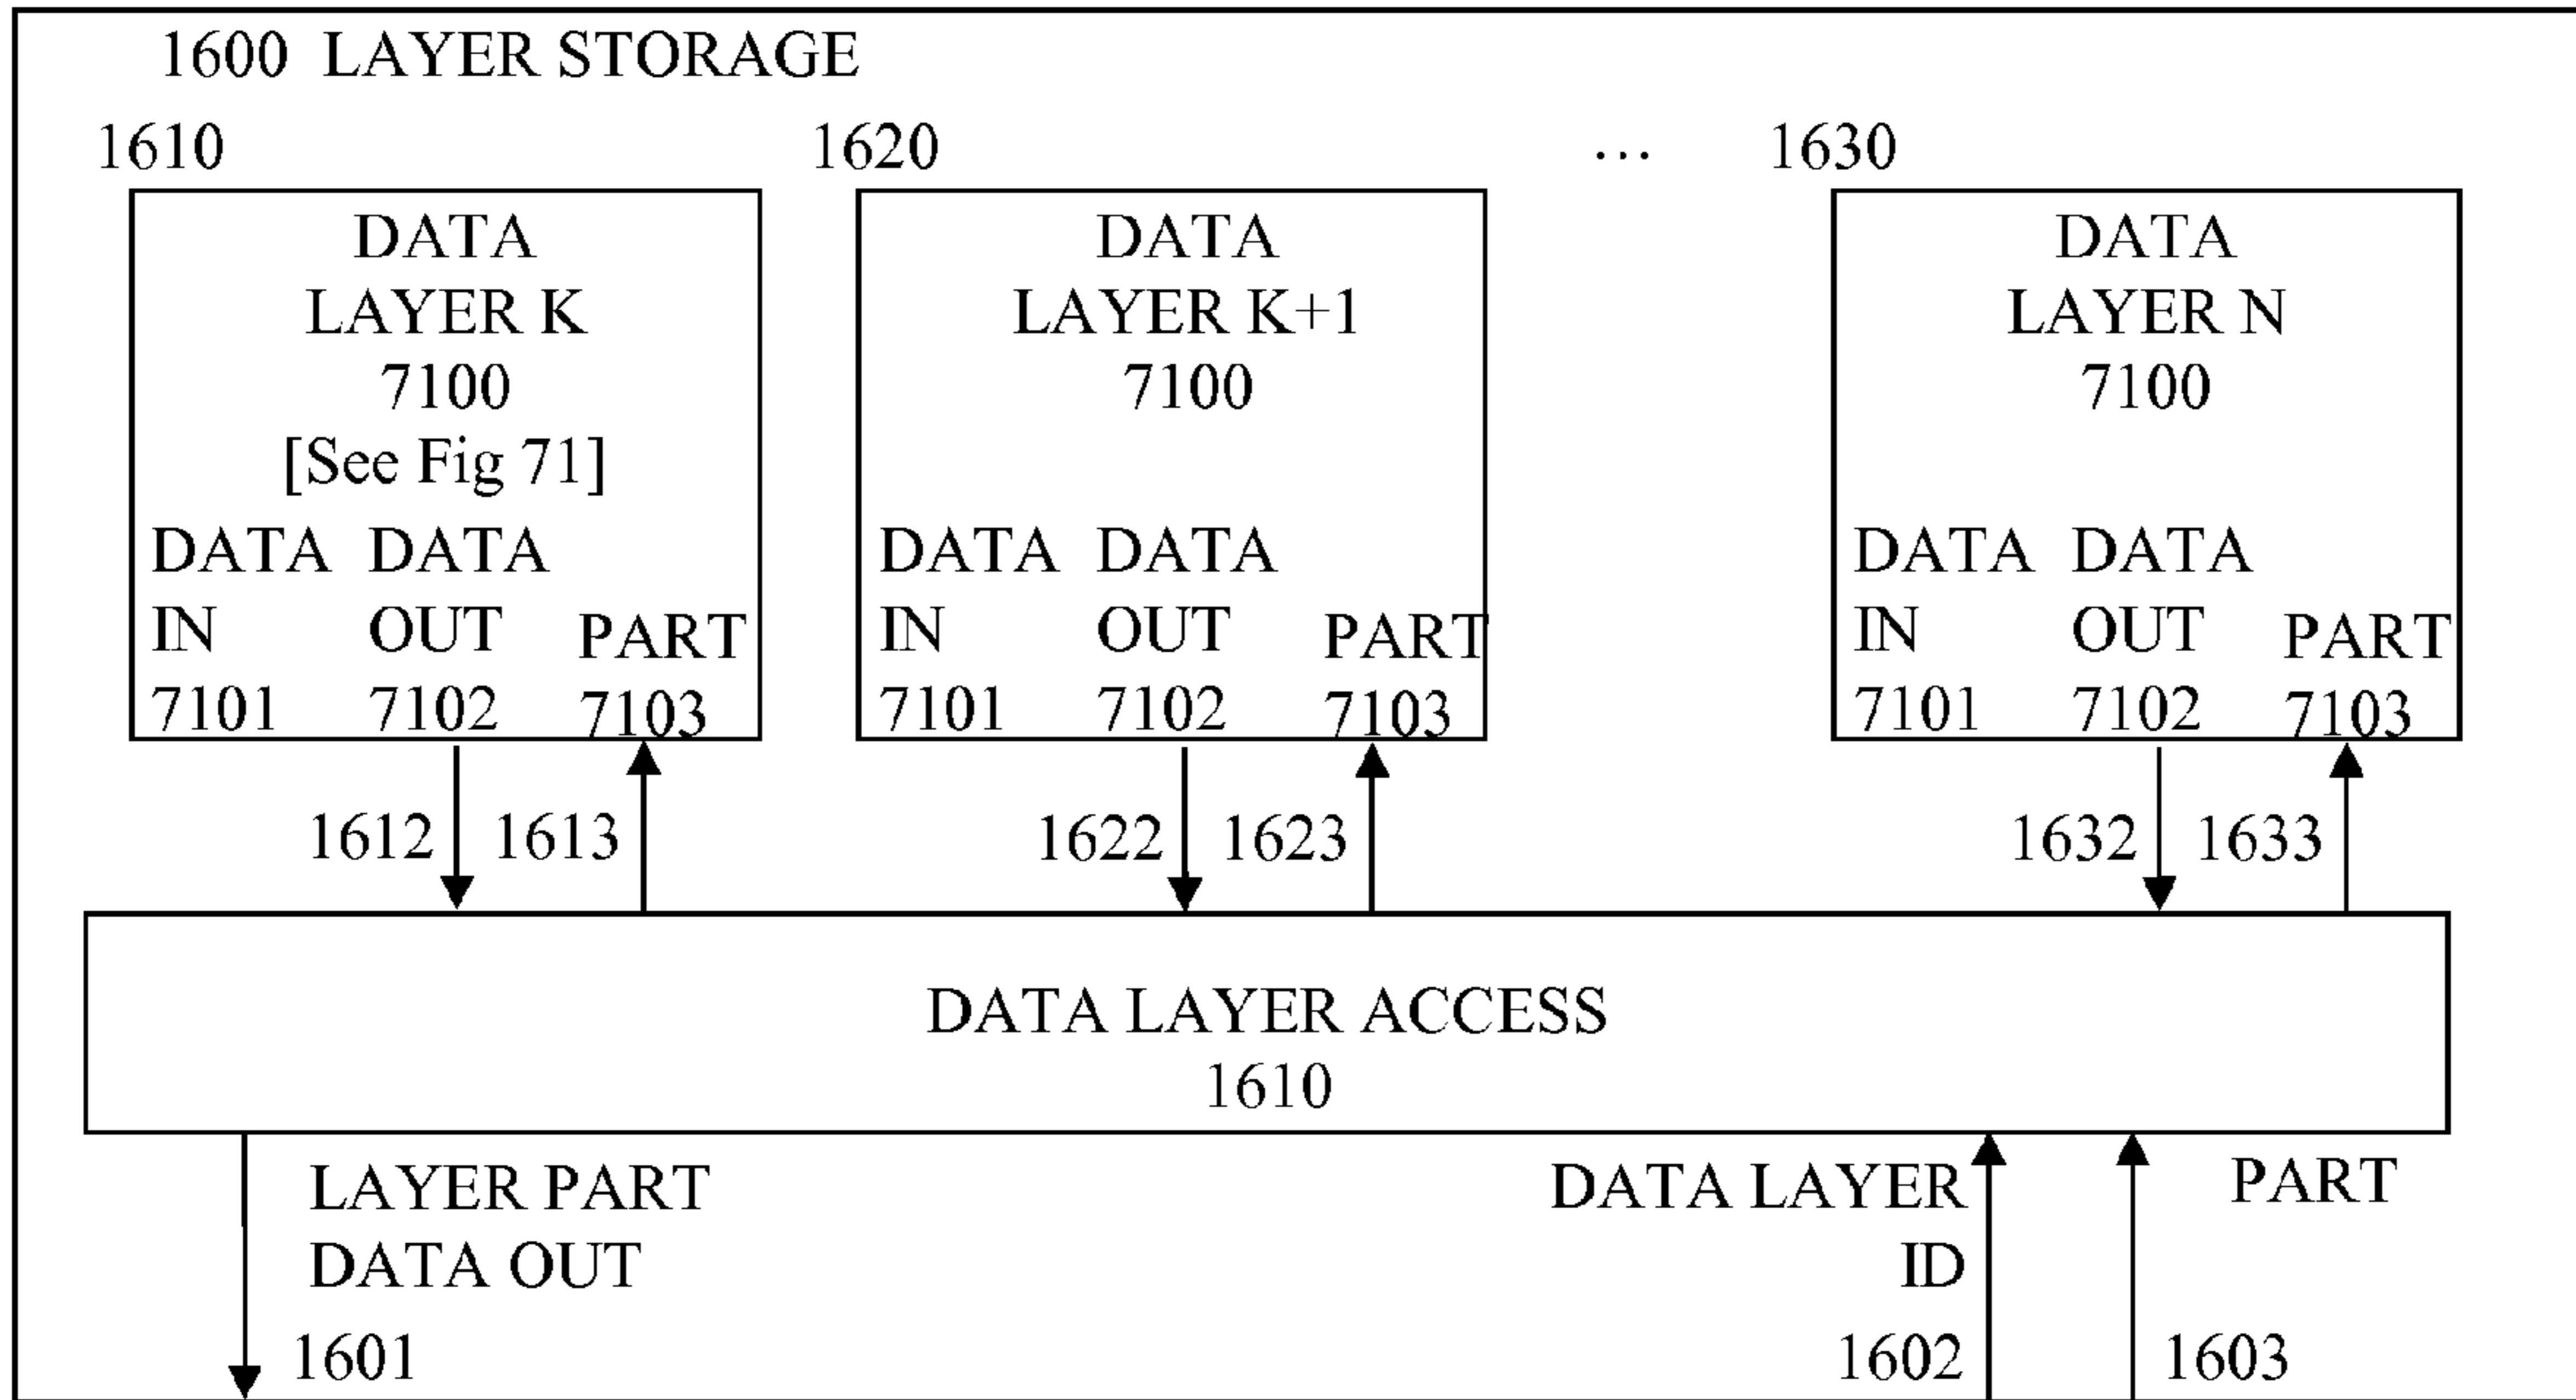 1600 LAYER STORAGE
1610
1620
...
1630
DATA
LAYER K
7100
[See Fig 71]
DATA DATA
IN OUT PART
7101 7102 7103
DATA
LAYER K+1
7100
DATA DATA
IN OUT PART
7101 7102 7103
DATA
LAYER N
7100
DATA DATA
IN OUT PART
7101 7102 7103
1612
1613
1622
1623
1632
1633
DATA LAYER ACCESS
1610
LAYER PART
DATA OUT
1601
DATA LAYER
ID
1602
PART
1603